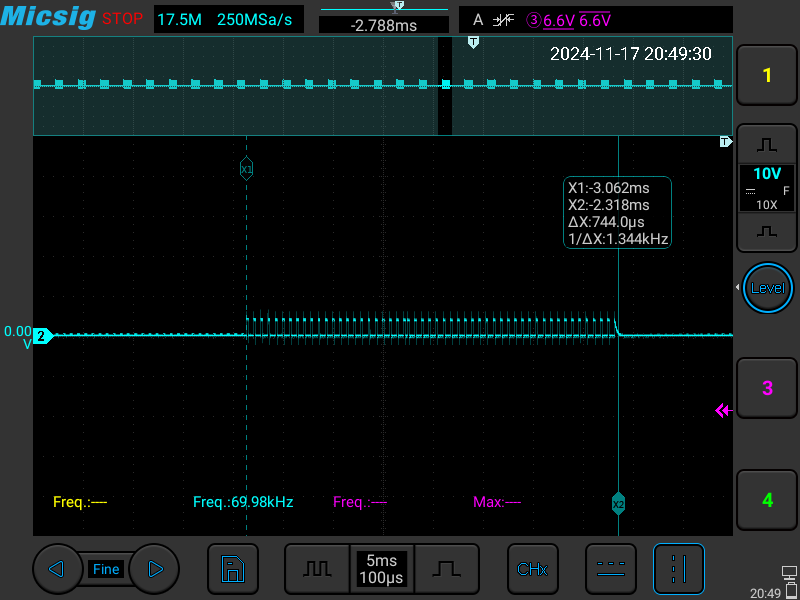 Micsig STOP 17.5M 250MSa/s -2.788ms A ③ 6.6V 6.6V
T
T
2024-11-17 20:49:30
1
T
X1
10V
F
10X
X1:-3.062ms
X2:-2.318ms
ΔX:744.0μs
1/ΔX:1.344kHz
Level
0.00
V
2
3
Freq.:---- Freq.:69.98kHz Freq.:---- Max:----
X2
4
Fine
5ms
100μs
CHx
20:49